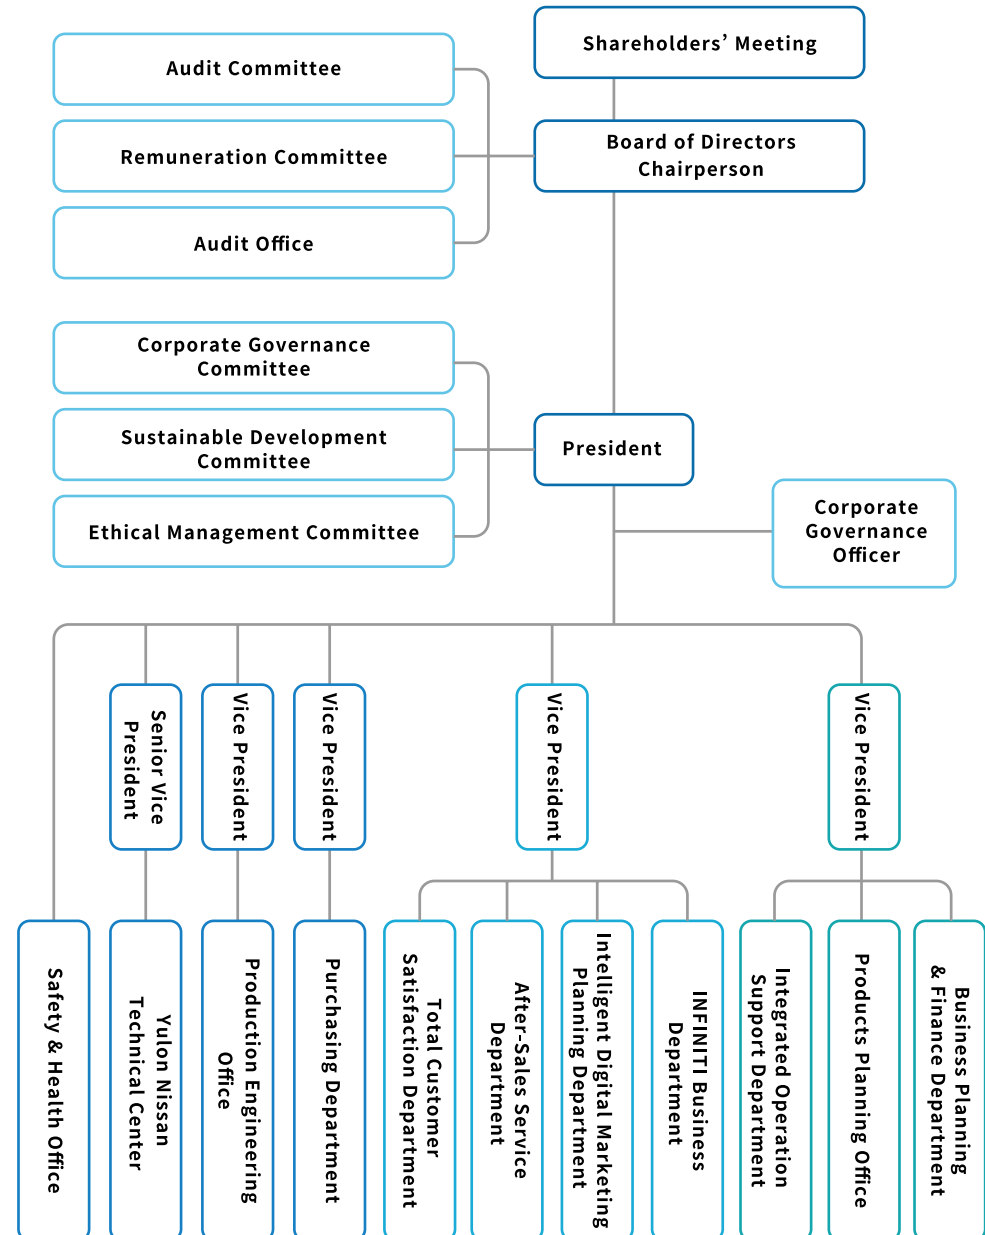 Shareholders’ Meeting
Audit Committee
Board of Directors
Chairperson
Remuneration Committee
Audit Office
Corporate Governance
Committee
Sustainable Development
Committee
President
Ethical Management Committee
Corporate
Governance
Officer
Senior Vice
President
Vice President
Vice President
Vice President
Vice President
Safety & Health Office
Yulon Nissan
Technical Center
Production Engineering
Office
Purchasing Department
Total Customer
Satisfaction Department
After-Sales Service
Department
Intelligent Digital Marketing
Planning Department
INFINITI Business
Department
Integrated Operation
Support Department
Products Planning Office
Business Planning
& Finance Department